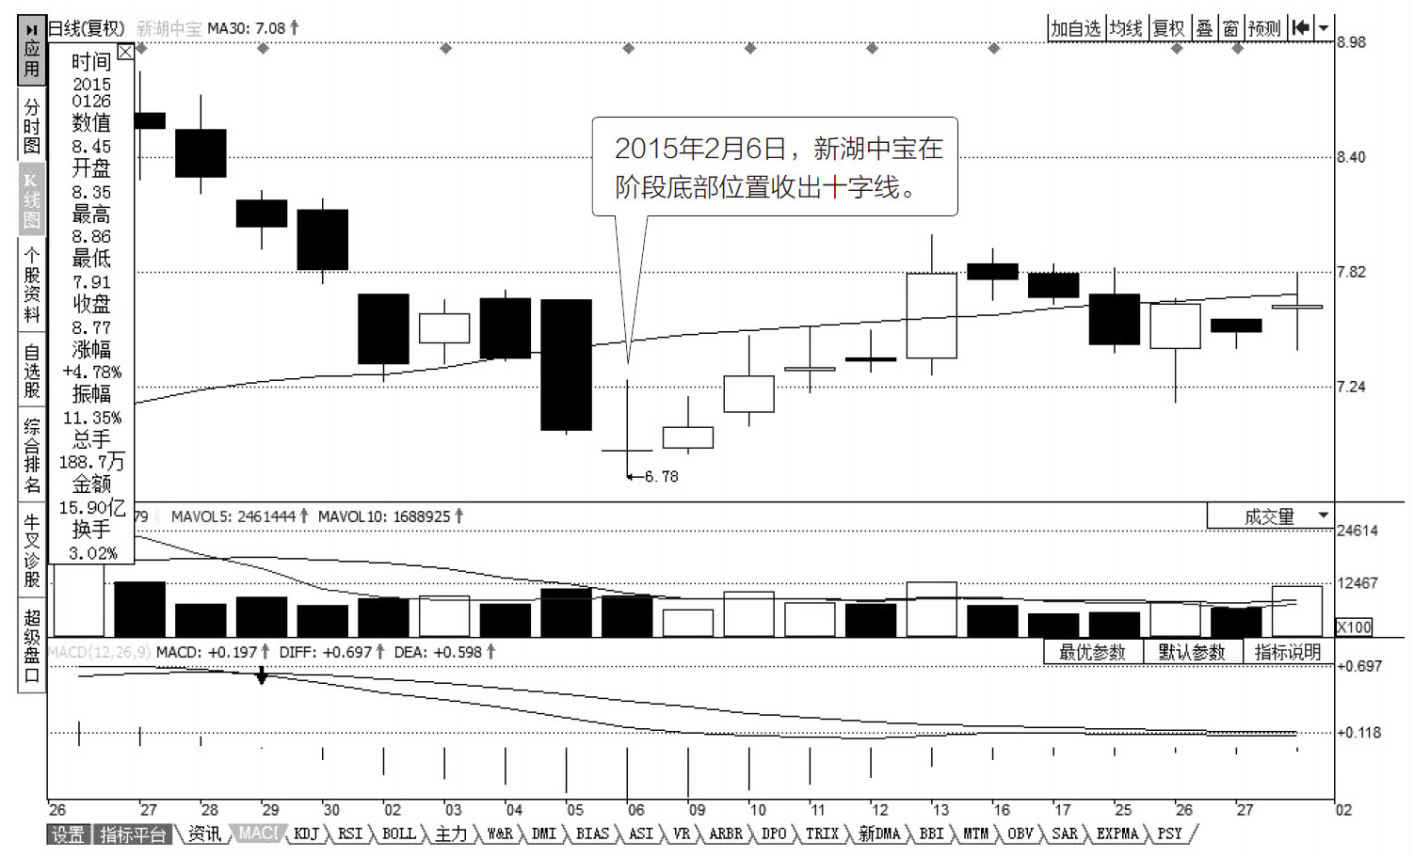 日线(复权) 新湖中宝 MA30: 7.08↑
加自选 均线 复权 叠 窗 预测
应用
分时图
K线图
个股资料
自选股
综合排名
牛叉诊股
超级盘口
时间
2015
0126
数值
8.45
开盘
8.35
最高
8.86
最低
7.91
收盘
8.77
涨幅
+4.78%
振幅
11.35%
总手
188.7万
金额
15.90亿
换手
3.02%
2015年2月6日，新湖中宝在
阶段底部位置收出十字线。
8.98
8.40
7.82
7.24
←6.78
79 MAVOL5: 2461444↑ MAVOL10: 1688925↑
成交量
24614
12467
X100
MACD(12,26,9) MACD: +0.197↑ DIFF: +0.697↑ DEA: +0.598↑
最优参数 默认参数 指标说明
+0.697
+0.118
26 27 28 29 30 02 03 04 05 06 09 10 11 12 13 16 17 25 26 27 02
设置 指标平台 资讯 MACI KDJ RSI BOLL 主力 W&R DMI BIAS ASI VR ARBR DPO TRIX 新DMA BBI MTM OBV SAR EXPMA PSY